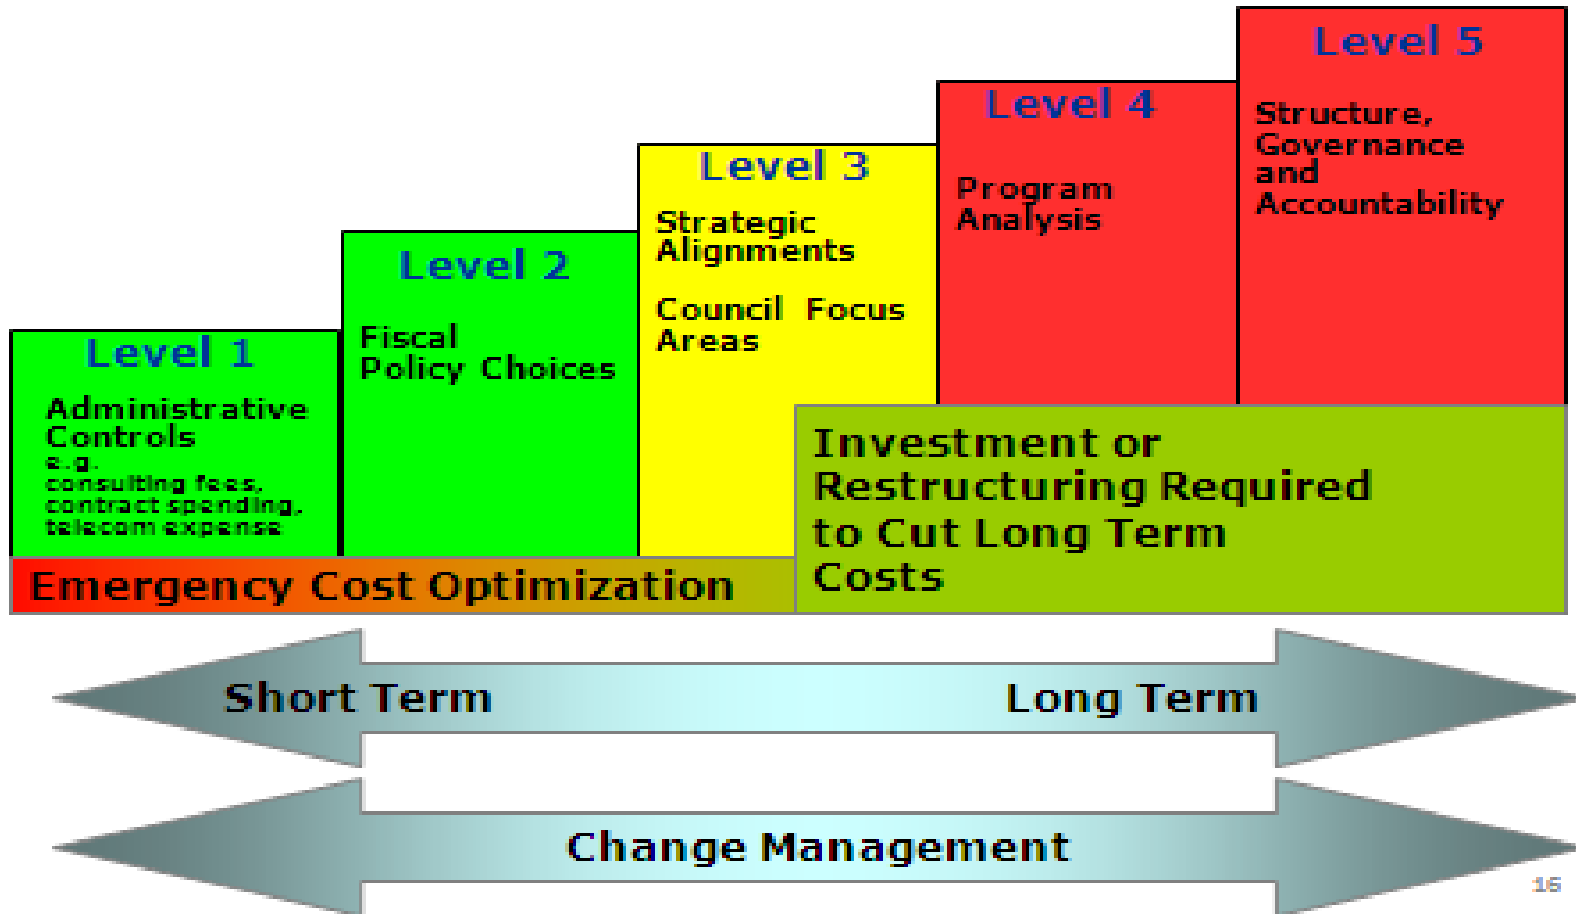 Level 1
Administrative
Controls
e.g.
consulting fees,
contract spending,
telecom expense
Level 2
Fiscal
Policy Choices
Level 3
Strategic
Alignments
Council Focus
Areas
Level 4
Program
Analysis
Level 5
Structure,
Governance
and
Accountability
Emergency Cost Optimization
Investment or
Restructuring Required
to Cut Long Term
Costs
Short Term
Long Term
Change Management
16